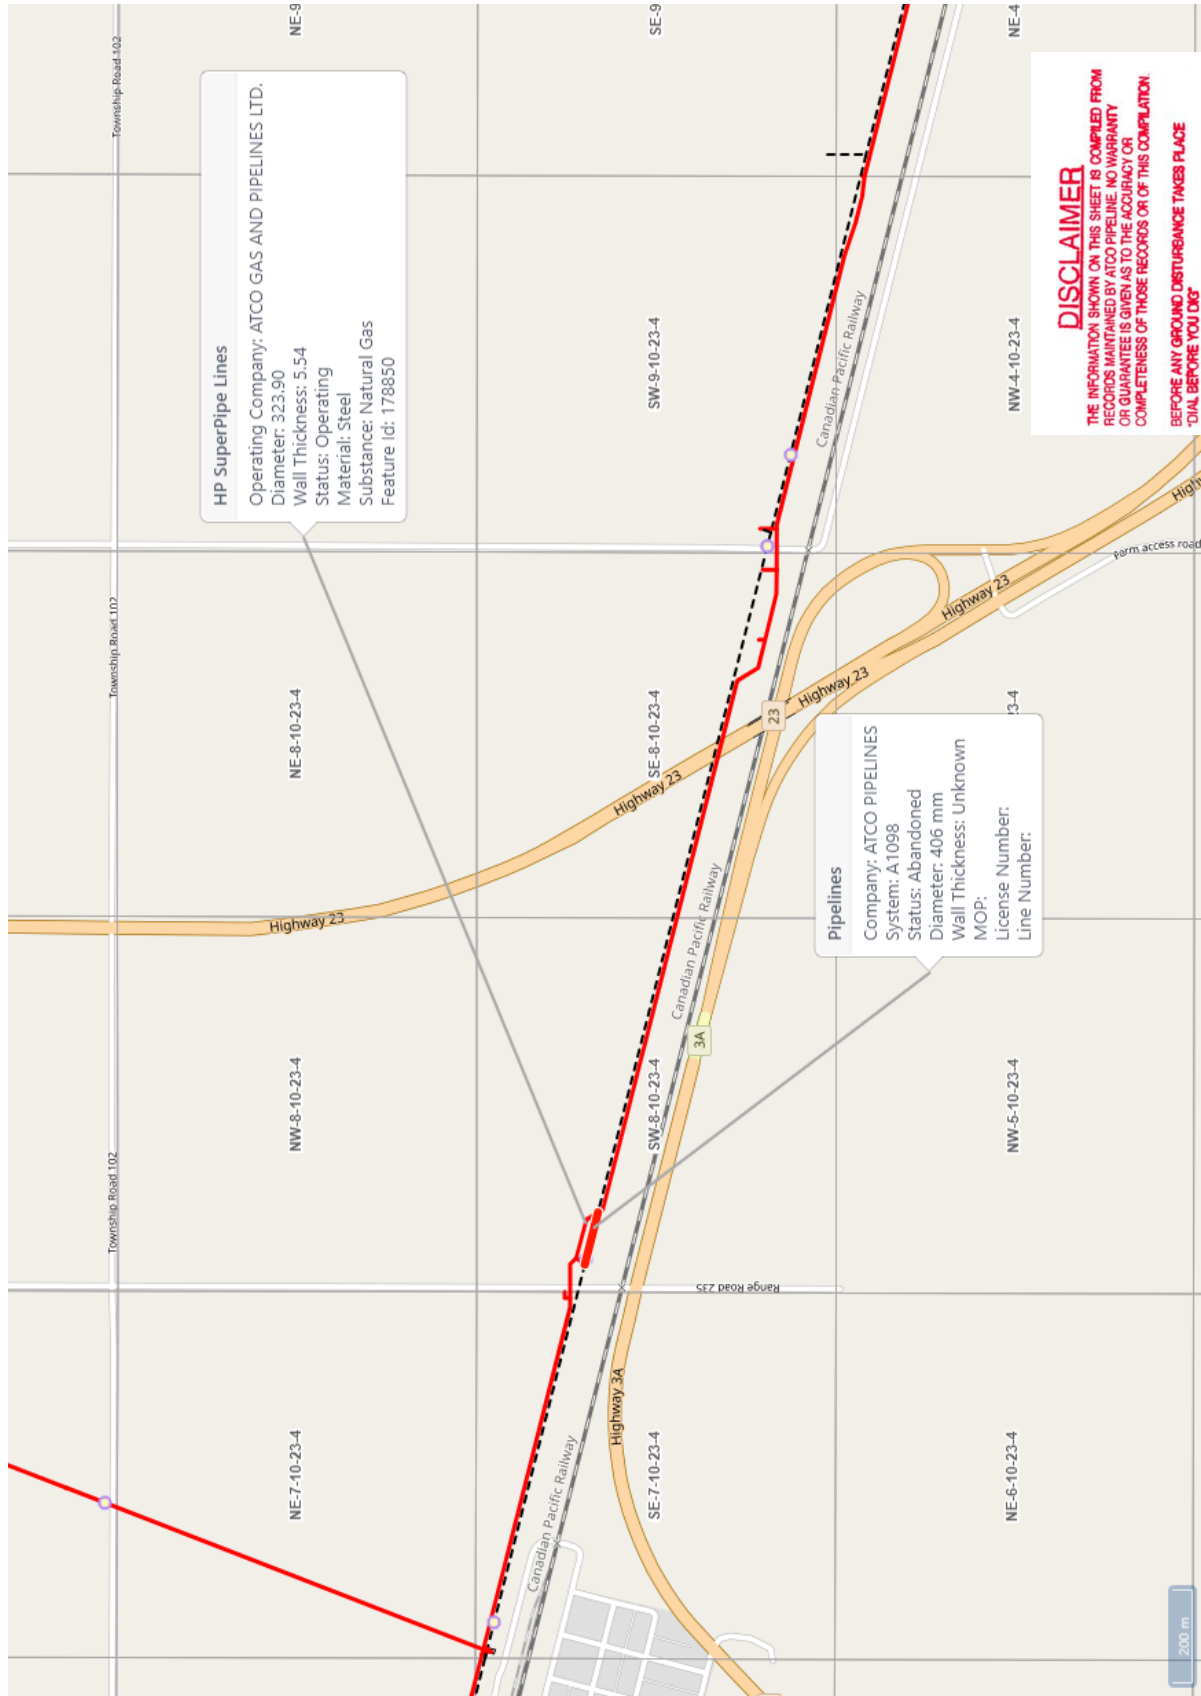 Township Road 102
Township Road 102
Township Road 102
NE-7-10-23-4
NW-8-10-23-4
NE-8-10-23-4
NE-9
HP SuperPipe Lines
Operating Company: ATCO GAS AND PIPELINES LTD.
Diameter: 323.90
Wall Thickness: 5.54
Status: Operating
Material: Steel
Substance: Natural Gas
Feature Id: 178850
Highway 23
Highway 23
Highway 23
Highway 23
23
SE-7-10-23-4
SW-8-10-23-4
SE-8-10-23-4
SW-9-10-23-4
SE-9
Canadian Pacific Railway
Canadian Pacific Railway
Canadian Pacific Railway
Highway 3A
3A
Range Road 235
Pipelines
Company: ATCO PIPELINES
System: A1098
Status: Abandoned
Diameter: 406 mm
Wall Thickness: Unknown
MOP:
License Number:
Line Number:
NE-6-10-23-4
NW-5-10-23-4
23-4
NW-4-10-23-4
NE-4
Farm access road
Highw
200 m
DISCLAIMER
THE INFORMATION SHOWN ON THIS SHEET IS COMPILED FROM
RECORDS MAINTAINED BY ATCO PIPELINE. NO WARRANTY
OR GUARANTEE IS GIVEN AS TO THE ACCURACY OR
COMPLETENESS OF THOSE RECORDS OR OF THIS COMPILATION.
BEFORE ANY GROUND DISTURBANCE TAKES PLACE
"DIAL BEFORE YOU DIG"